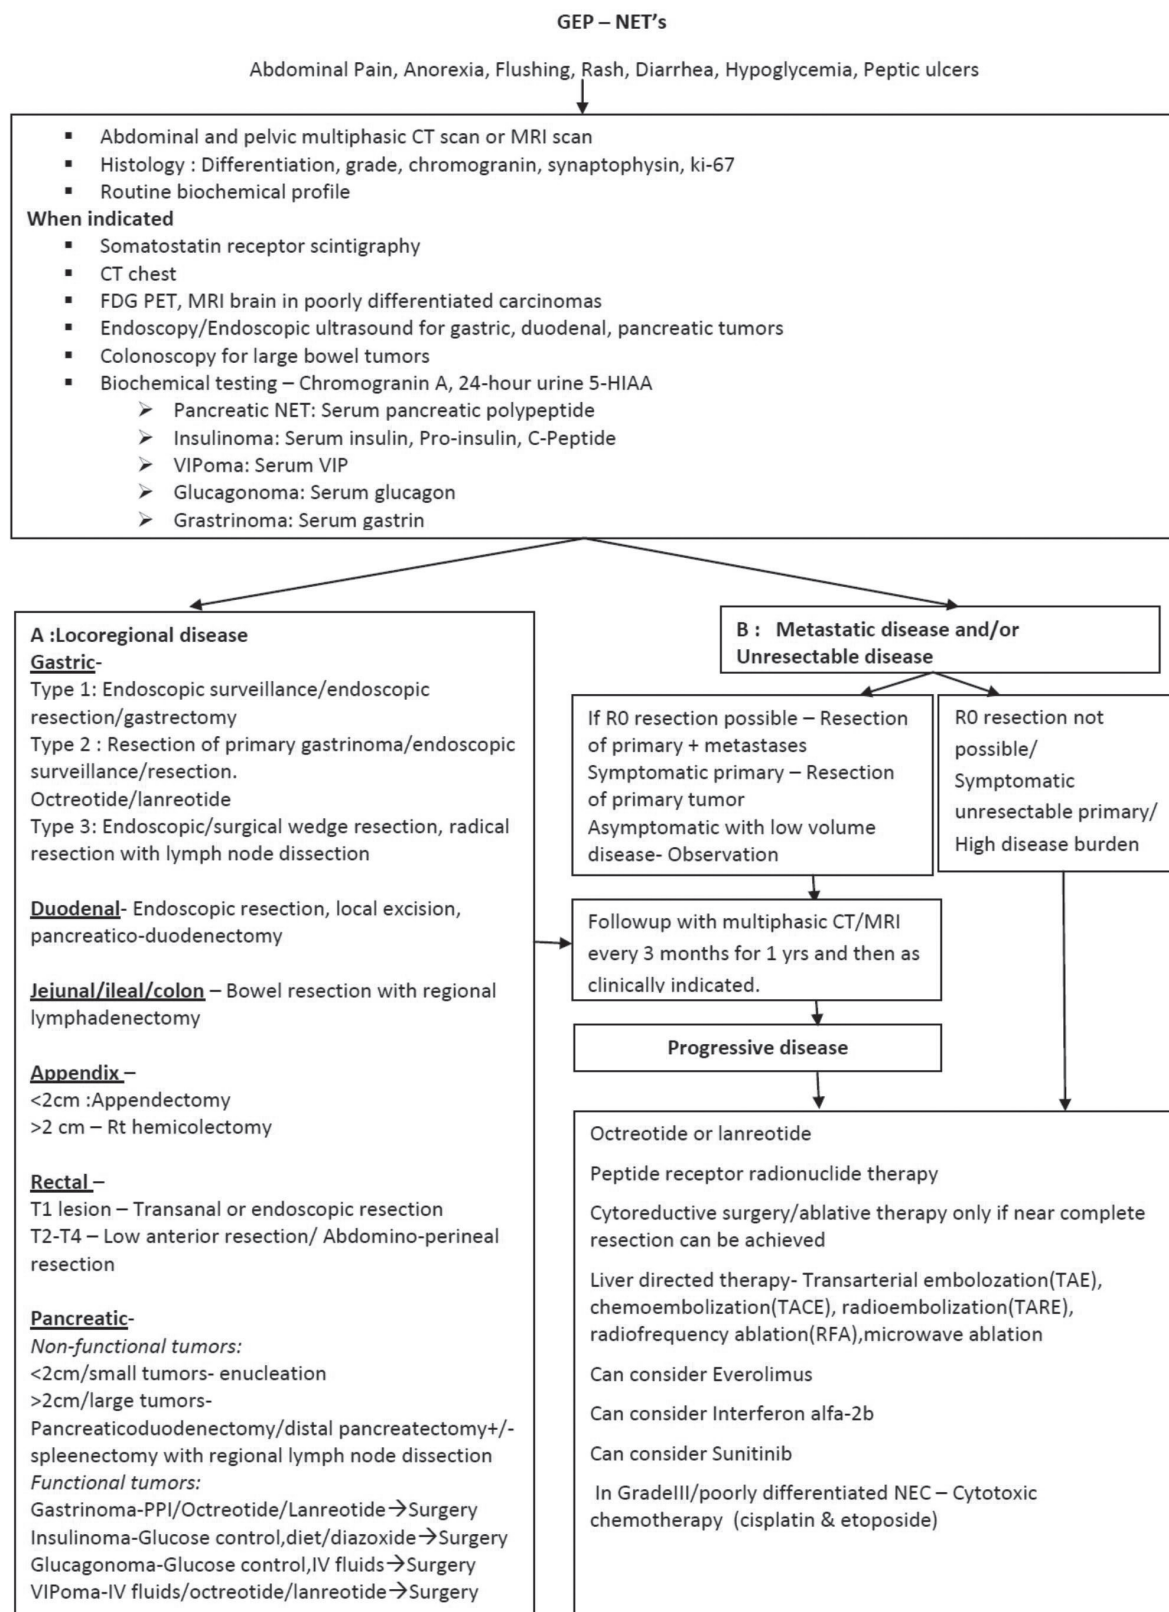 GEP – NET's
Abdominal Pain, Anorexia, Flushing, Rash, Diarrhea, Hypoglycemia, Peptic ulcers
▪ Abdominal and pelvic multiphasic CT scan or MRI scan
▪ Histology : Differentiation, grade, chromogranin, synaptophysin, ki-67
▪ Routine biochemical profile
When indicated
▪ Somatostatin receptor scintigraphy
▪ CT chest
▪ FDG PET, MRI brain in poorly differentiated carcinomas
▪ Endoscopy/Endoscopic ultrasound for gastric, duodenal, pancreatic tumors
▪ Colonoscopy for large bowel tumors
▪ Biochemical testing – Chromogranin A, 24-hour urine 5-HIAA
➢ Pancreatic NET: Serum pancreatic polypeptide
➢ Insulinoma: Serum insulin, Pro-insulin, C-Peptide
➢ VIPoma: Serum VIP
➢ Glucagonoma: Serum glucagon
➢ Grastrinoma: Serum gastrin
A :Locoregional disease
Gastric-
Type 1: Endoscopic surveillance/endoscopic
resection/gastrectomy
Type 2 : Resection of primary gastrinoma/endoscopic
surveillance/resection.
Octreotide/lanreotide
Type 3: Endoscopic/surgical wedge resection, radical
resection with lymph node dissection
Duodenal- Endoscopic resection, local excision,
pancreatico-duodenectomy
Jejunal/ileal/colon – Bowel resection with regional
lymphadenectomy
Appendix –
<2cm :Appendectomy
>2 cm – Rt hemicolectomy
Rectal –
T1 lesion – Transanal or endoscopic resection
T2-T4 – Low anterior resection/ Abdomino-perineal
resection
Pancreatic-
Non-functional tumors:
<2cm/small tumors- enucleation
>2cm/large tumors-
Pancreaticoduodenectomy/distal pancreatectomy+/-
spleenectomy with regional lymph node dissection
Functional tumors:
Gastrinoma-PPI/Octreotide/Lanreotide→Surgery
Insulinoma-Glucose control,diet/diazoxide→Surgery
Glucagonoma-Glucose control,IV fluids→Surgery
VIPoma-IV fluids/octreotide/lanreotide→Surgery
B : Metastatic disease and/or
Unresectable disease
If R0 resection possible – Resection
of primary + metastases
Symptomatic primary – Resection
of primary tumor
Asymptomatic with low volume
disease- Observation
R0 resection not
possible/
Symptomatic
unresectable primary/
High disease burden
Followup with multiphasic CT/MRI
every 3 months for 1 yrs and then as
clinically indicated.
Progressive disease
Octreotide or lanreotide
Peptide receptor radionuclide therapy
Cytoreductive surgery/ablative therapy only if near complete
resection can be achieved
Liver directed therapy- Transarterial embolozation(TAE),
chemoembolization(TACE), radioembolization(TARE),
radiofrequency ablation(RFA),microwave ablation
Can consider Everolimus
Can consider Interferon alfa-2b
Can consider Sunitinib
In GradeIII/poorly differentiated NEC – Cytotoxic
chemotherapy (cisplatin & etoposide)